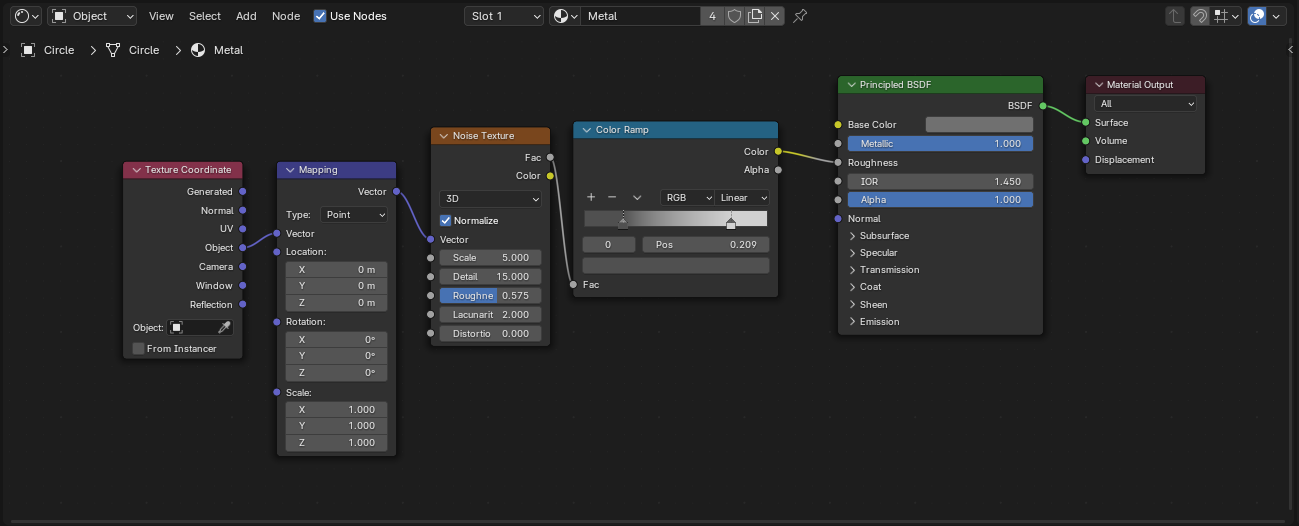 Object View Select Add Node Use Nodes Slot 1 Metal 4
Circle Circle Metal
Texture Coordinate
Generated
Normal
UV
Object
Camera
Window
Reflection
Object:
From Instancer
Mapping
Vector
Type: Point
Vector
Location:
X 0 m
Y 0 m
Z 0 m
Rotation:
X 0°
Y 0°
Z 0°
Scale:
X 1.000
Y 1.000
Z 1.000
Noise Texture
Fac
Color
3D
Normalize
Vector
Scale 5.000
Detail 15.000
Roughne 0.575
Lacunarit 2.000
Distortio 0.000
Color Ramp
Color
Alpha
RGB Linear
0 Pos 0.209
Fac
Principled BSDF
BSDF
Base Color
Metallic 1.000
Roughness
IOR 1.450
Alpha 1.000
Normal
Subsurface
Specular
Transmission
Coat
Sheen
Emission
Material Output
All
Surface
Volume
Displacement